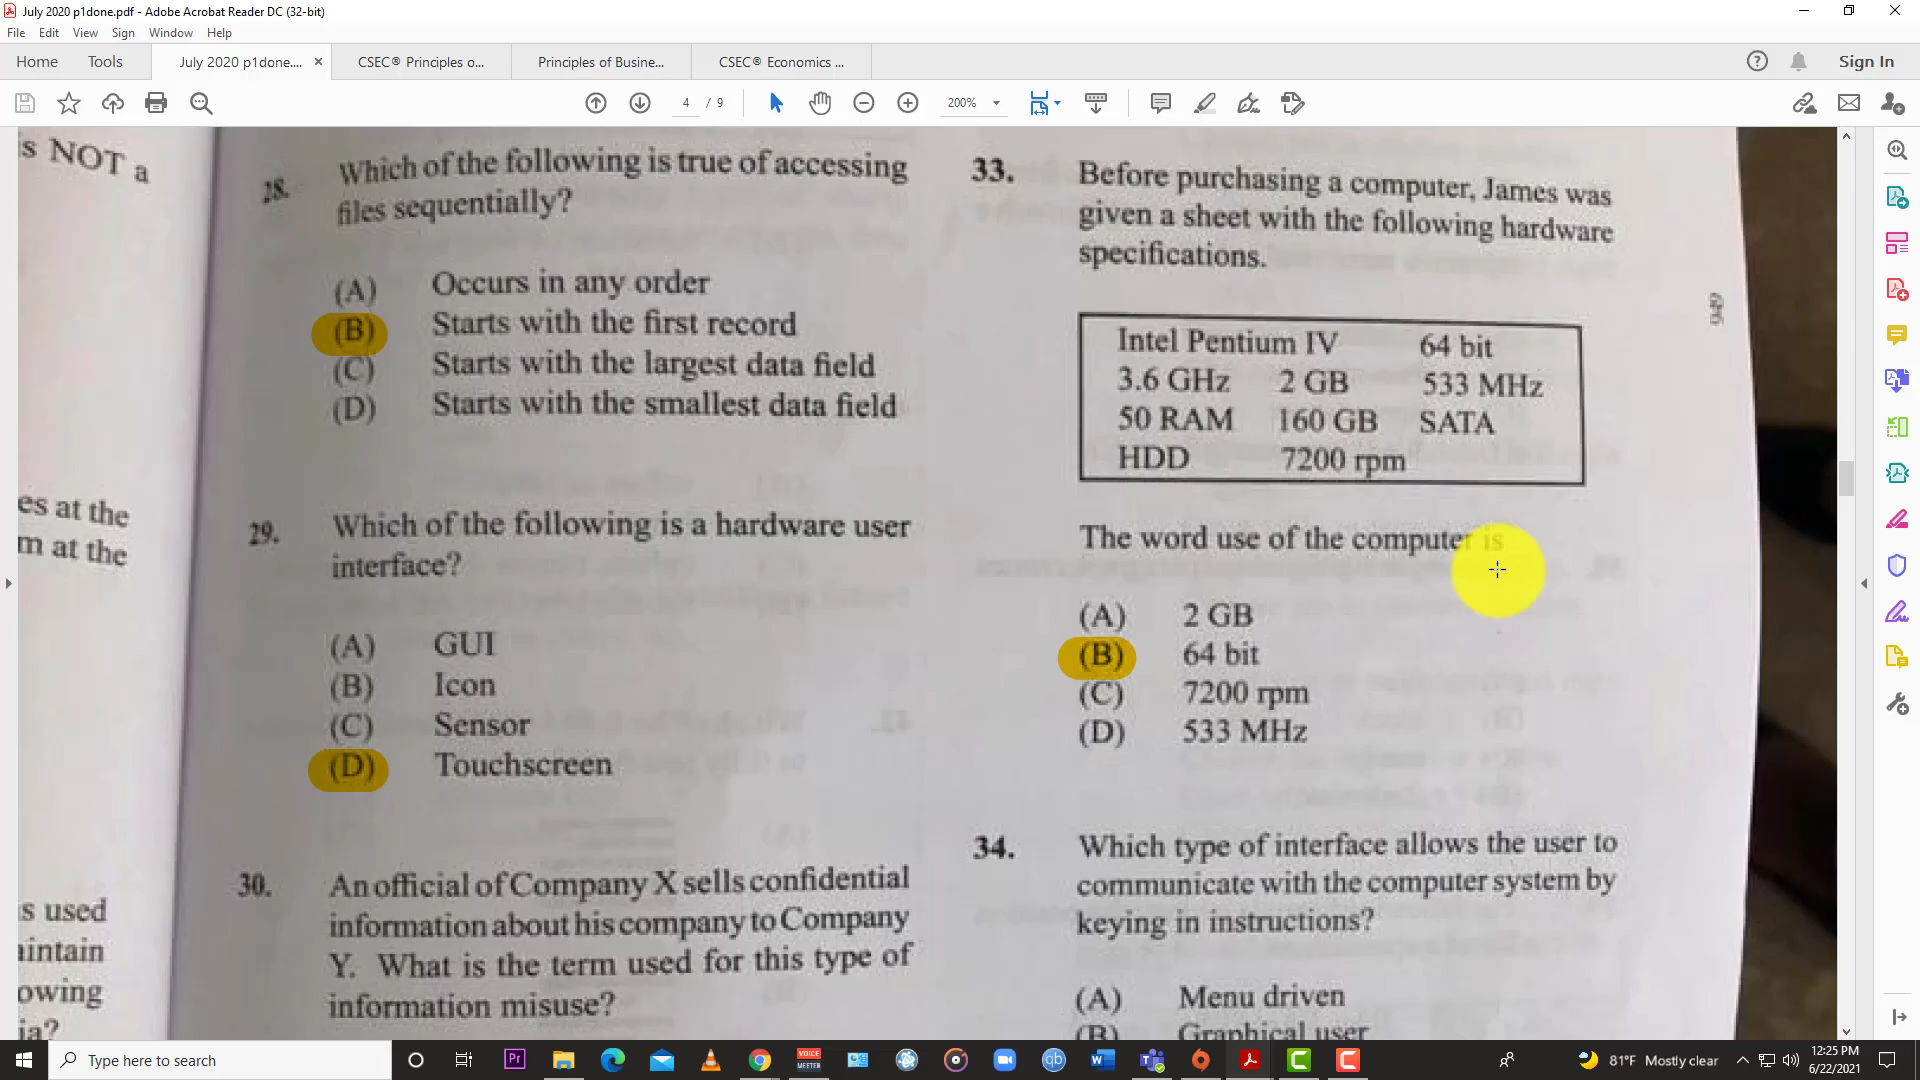 July 2020 p1done.pdf - Adobe Acrobat Reader DC (32-bit)
File Edit View Sign Window Help
Home Tools July 2020 p1done.... × CSEC® Principles o... Principles of Busine... CSEC® Economics ... Sign In
4 / 9 200%
s NOT a
es at the
m at the
s used
aintain
owing
ia?
28. Which of the following is true of accessing
files sequentially?
(A) Occurs in any order
(B) Starts with the first record
(C) Starts with the largest data field
(D) Starts with the smallest data field
29. Which of the following is a hardware user
interface?
(A) GUI
(B) Icon
(C) Sensor
(D) Touchscreen
30. An official of Company X sells confidential
information about his company to Company
Y. What is the term used for this type of
information misuse?
33. Before purchasing a computer, James was
given a sheet with the following hardware
specifications.
Intel Pentium IV 64 bit
3.6 GHz 2 GB 533 MHz
50 RAM 160 GB SATA
HDD 7200 rpm
The word use of the computer is
(A) 2 GB
(B) 64 bit
(C) 7200 rpm
(D) 533 MHz
34. Which type of interface allows the user to
communicate with the computer system by
keying in instructions?
(A) Menu driven
(B) Graphical user
Type here to search
Pr
VOICE
MEETER
qb
81°F Mostly clear
12:25 PM
6/22/2021